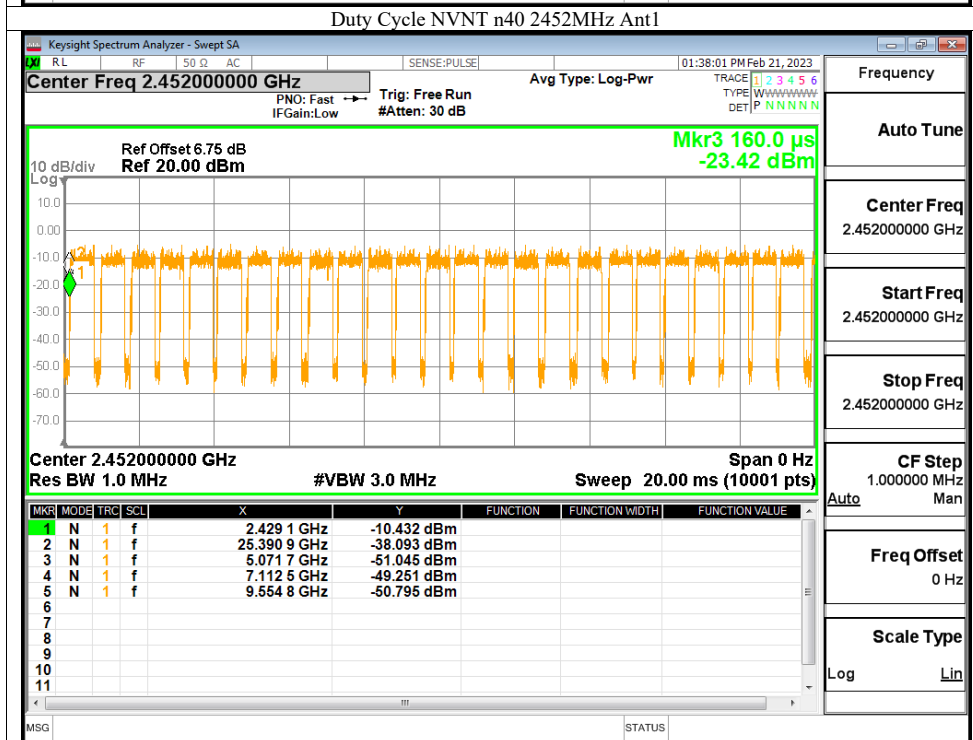 Duty Cycle NVNT n40 2452MHz Ant1
Keysight Spectrum Analyzer - Swept SA
LXI RL RF 50 Ω AC SENSE:PULSE 01:38:01 PM Feb 21, 2023
Center Freq 2.452000000 GHz
PNO: Fast
IFGain:Low
Trig: Free Run
#Atten: 30 dB
Avg Type: Log-Pwr
TRACE 1 2 3 4 5 6
TYPE WWWWWWW
DET P N N N N N
Mkr3 160.0 µs
-23.42 dBm
Ref Offset 6.75 dB
10 dB/div Ref 20.00 dBm
Log
10.0
0.00
-10.0
-20.0
-30.0
-40.0
-50.0
-60.0
-70.0
2
1
Center 2.452000000 GHz Span 0 Hz
Res BW 1.0 MHz #VBW 3.0 MHz Sweep 20.00 ms (10001 pts)
MKR MODE TRC SCL X Y FUNCTION FUNCTION WIDTH FUNCTION VALUE
1 N 1 f 2.429 1 GHz -10.432 dBm
2 N 1 f 25.390 9 GHz -38.093 dBm
3 N 1 f 5.071 7 GHz -51.045 dBm
4 N 1 f 7.112 5 GHz -49.251 dBm
5 N 1 f 9.554 8 GHz -50.795 dBm
6
7
8
9
10
11
MSG STATUS
Frequency
Auto Tune
Center Freq
2.452000000 GHz
Start Freq
2.452000000 GHz
Stop Freq
2.452000000 GHz
CF Step
1.000000 MHz
Auto Man
Freq Offset
0 Hz
Scale Type
Log Lin